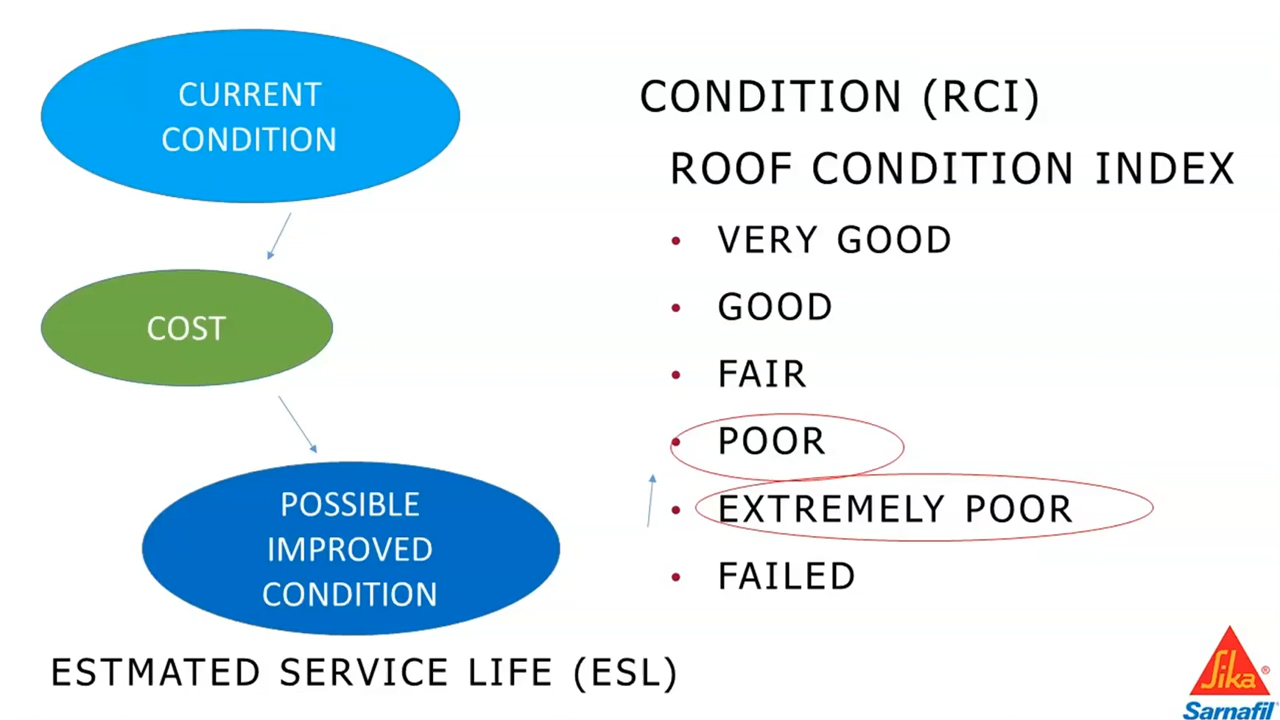 CURRENT
CONDITION
COST
POSSIBLE
IMPROVED
CONDITION
ESTMATED SERVICE LIFE (ESL)
CONDITION (RCI)
ROOF CONDITION INDEX
• VERY GOOD
• GOOD
• FAIR
• POOR
• EXTREMELY POOR
• FAILED
Sika®
Sarnafil